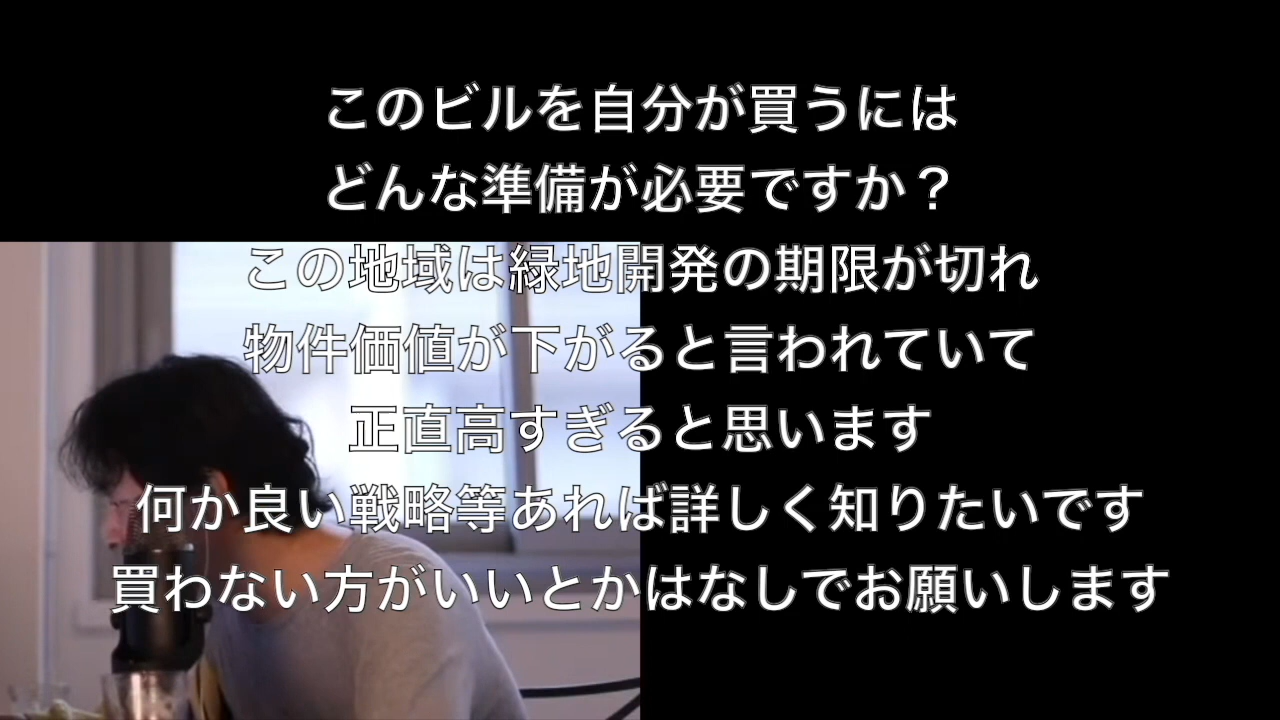 このビルを自分が買うには
どんな準備が必要ですか？
この地域は緑地開発の期限が切れ
物件価値が下がると言われていて
正直高すぎると思います
何か良い戦略等あれば詳しく知りたいです
買わない方がいいとかはなしでお願いします